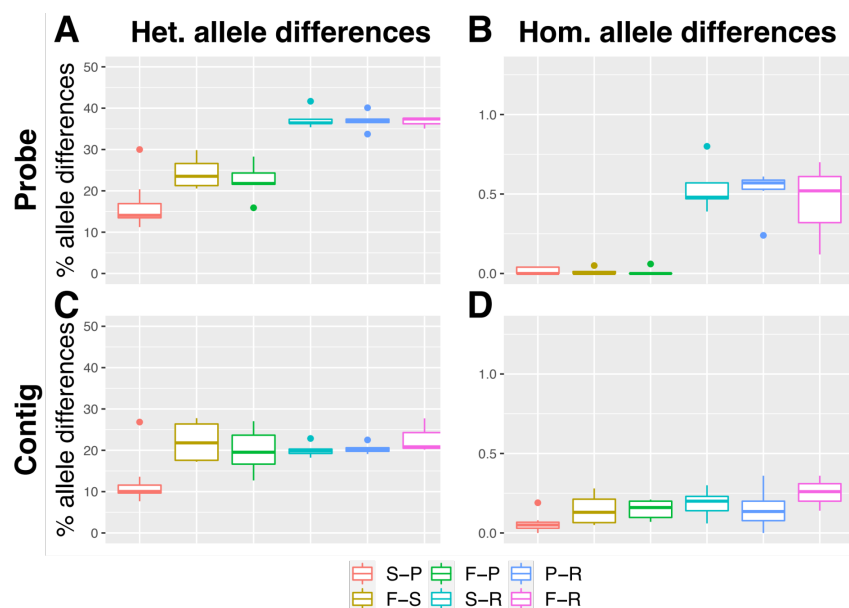 A Het. allele differences B Hom. allele differences
Probe
% allele differences
50
40
30
20
10
0
1.0
0.5
0.0
C D
Contig
% allele differences
50
40
30
20
10
0
1.0
0.5
0.0
S–P F–P P–R
F–S S–R F–R